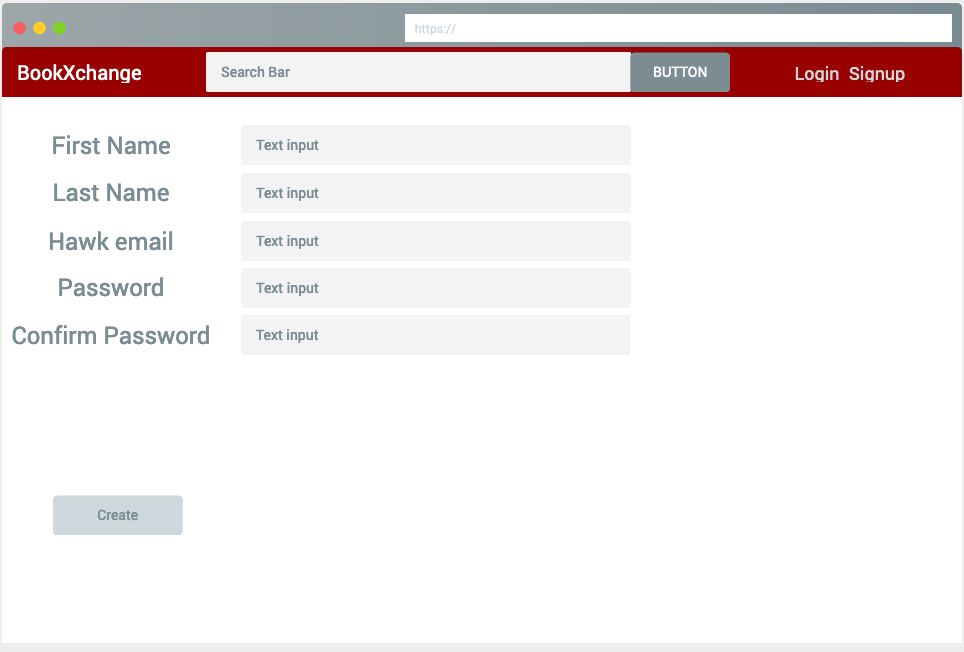 https://
BookXchange Search Bar BUTTON Login Signup
First Name Text input
Last Name Text input
Hawk email Text input
Password Text input
Confirm Password Text input
Create